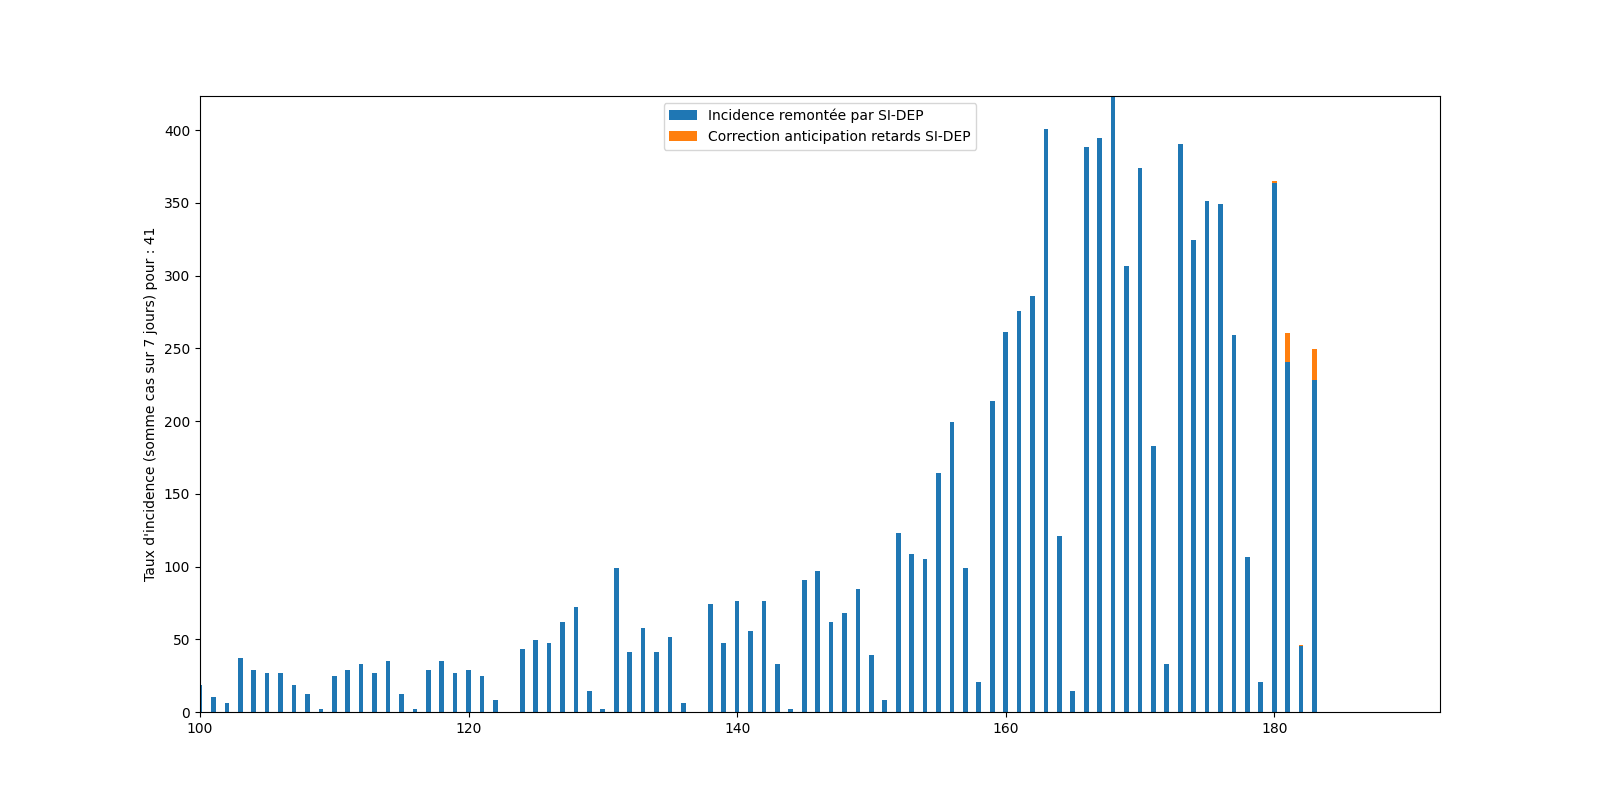 Incidence remontée par SI-DEP
Correction anticipation retards SI-DEP
Taux d'incidence (somme cas sur 7 jours) pour : 41
400
350
300
250
200
150
100
50
0
100 120 140 160 180